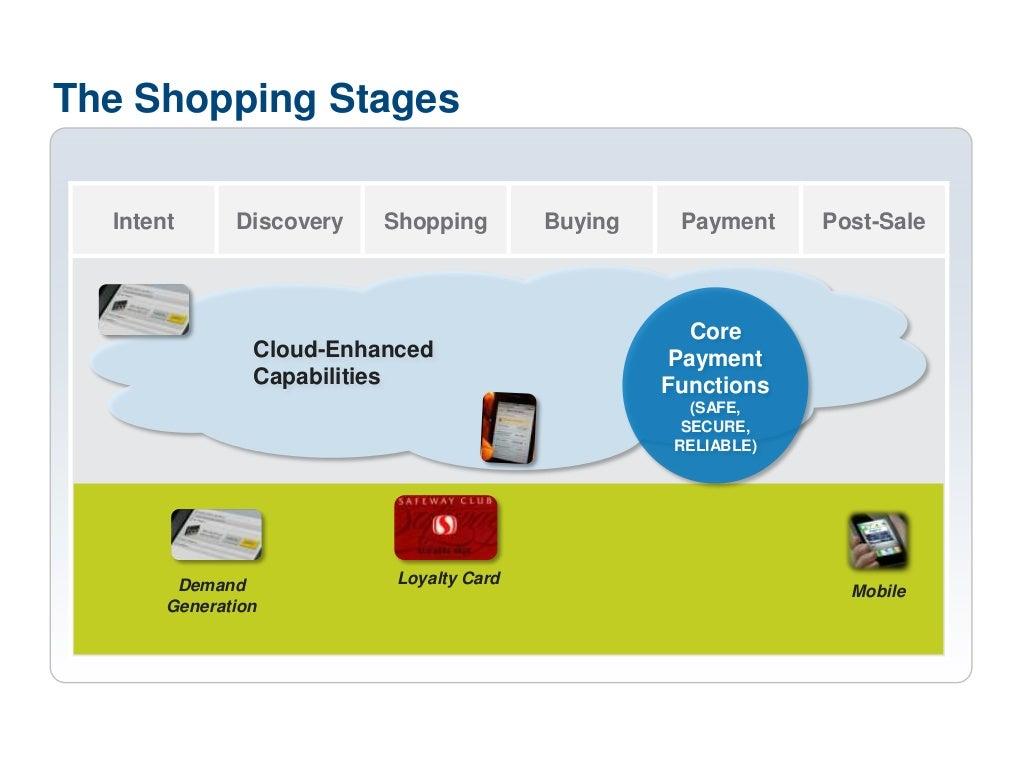 The Shopping Stages
Intent Discovery Shopping Buying Payment Post-Sale
Cloud-Enhanced
Capabilities
Core
Payment
Functions
(SAFE,
SECURE,
RELIABLE)
SAFEWAY CLUB
Demand
Generation
Loyalty Card
Mobile